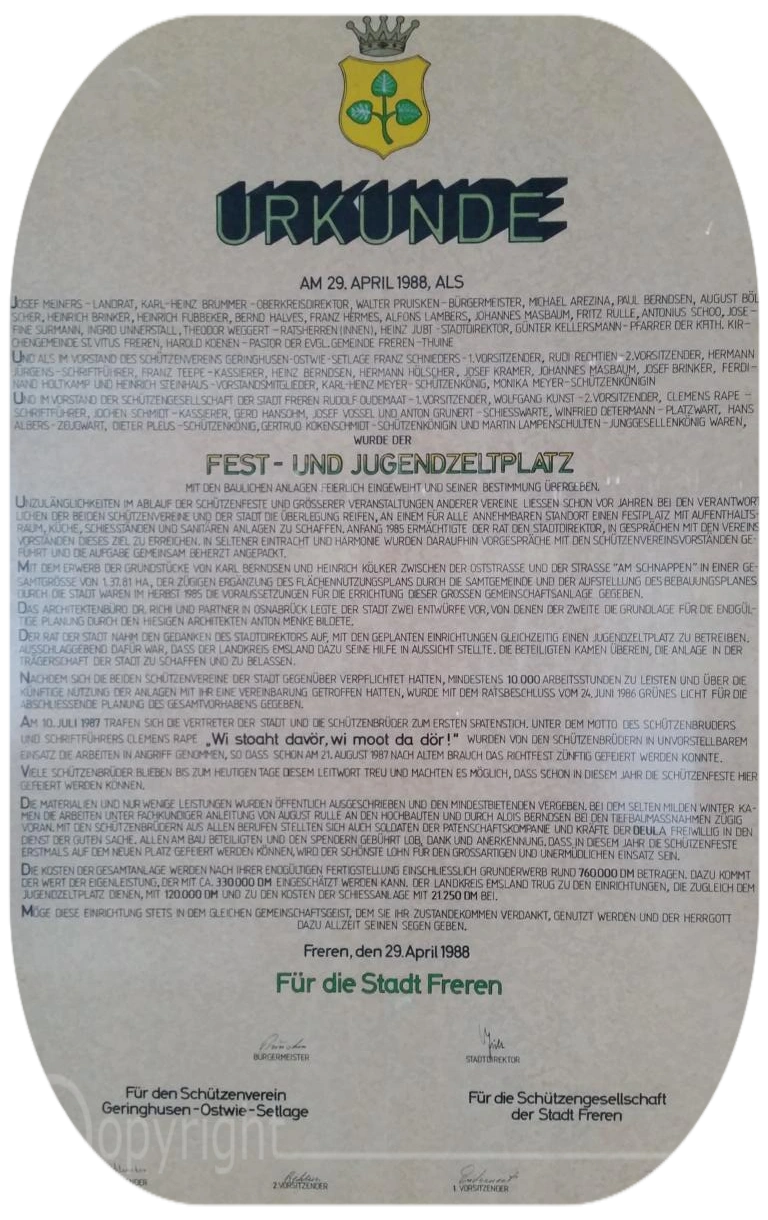 URKUNDE
AM 29. APRIL 1988, ALS
JOSEF MEINERS - LANDRAT, KARL-HEINZ BRUMMER - OBERKREISDIREKTOR, WALTER PRUISKEN - BÜRGERMEISTER, MICHAEL AREZINA, PAUL BERNDSEN, AUGUST BÖL
SCHER, HEINRICH BRINKER, HEINRICH FUBBEKER, BERND HALVES, FRANZ HERMES, ALFONS LAMBERS, JOHANNES MASBAUM, FRITZ RULLE, ANTONIUS SCHOO, JOSE-
FINE SURMANN, INGRID UNNERSTALL, THEODOR WEGGERT - RATSHERREN(INNEN), HEINZ JUBT - STADTDIREKTOR, GÜNTER KELLERSMANN - PFARRER DER KATH. KIR-
CHENGEMEINDE ST. VITUS FREREN, HAROLD KOENEN - PASTOR DER EVGL. GEMEINDE FREREN - THUINE
UND ALS IM VORSTAND DES SCHÜTZENVEREINS GERINGHUSEN-OSTWIE-SETLAGE FRANZ SCHNIEDERS - 1.VORSITZENDER, RUDI RECHTIEN - 2.VORSITZENDER, HERMANN
JÜRGENS - SCHRIFTFÜHRER, FRANZ TEEPE - KASSIERER, HEINZ BERNDSEN, HERMANN HÖLSCHER, JOSEF KRAMER, JOHANNES MASBAUM, JOSEF BRINKER, FERDI-
NAND HOLTKAMP UND HEINRICH STEINHAUS - VORSTANDSMITGLIEDER, KARL-HEINZ MEYER - SCHÜTZENKÖNIG, MONIKA MEYER - SCHÜTZENKÖNIGIN
UND IM VORSTAND DER SCHÜTZENGESELLSCHAFT DER STADT FREREN RUDOLF OUDEMAAT - 1.VORSITZENDER, WOLFGANG KUNST - 2.VORSITZENDER, CLEMENS RAPE -
SCHRIFTFÜHRER, JOCHEN SCHMIDT - KASSIERER, GERD HANSOHM, JOSEF VOSSEL UND ANTON GRUNERT - SCHIESSWARTE, WINFRIED DETERMANN - PLATZWART, HANS
ALBERS - ZEUGWART, DIETER PLEUS - SCHÜTZENKÖNIG, GERTRUD KOKENSCHMIDT - SCHÜTZENKÖNIGIN UND MARTIN LAMPENSCHULTEN - JUNGGESELLENKÖNIG WAREN,
WURDE DER
FEST- UND JUGENDZELTPLATZ
MIT DEN BAULICHEN ANLAGEN FEIERLICH EINGEWEIHT UND SEINER BESTIMMUNG ÜBERGEBEN.
UNZULÄNGLICHKEITEN IM ABLAUF DER SCHÜTZENFESTE UND GRÖSSERER VERANSTALTUNGEN ANDERER VEREINE LIESSEN SCHON VOR JAHREN BEI DEN VERANTWORT
LICHEN DER BEIDEN SCHÜTZENVEREINE UND DER STADT DIE ÜBERLEGUNG REIFEN, AN EINEM FÜR ALLE ANNEHMBAREN STANDORT EINEN FESTPLATZ MIT AUFENTHALTS-
RAUM, KÜCHE, SCHIESSTÄNDEN UND SANITÄREN ANLAGEN ZU SCHAFFEN. ANFANG 1985 ERMÄCHTIGTE DER RAT DEN STADTDIREKTOR, IN GESPRÄCHEN MIT DEN VEREINS
VORSTÄNDEN DIESES ZIEL ZU ERREICHEN. IN SELTENER EINTRACHT UND HARMONIE WURDEN DARAUFHIN VORGESPRÄCHE MIT DEN SCHÜTZENVEREINSVORSTÄNDEN GE-
FÜHRT UND DIE AUFGABE GEMEINSAM BEHERZT ANGEPACKT.
MIT DEM ERWERB DER GRUNDSTÜCKE VON KARL BERNDSEN UND HEINRICH KÖLKER ZWISCHEN DER OSTSTRASSE UND DER STRASSE "AM SCHNAPPEN" IN EINER GE-
SAMTGRÖSSE VON 1.37.81 HA, DER ZÜGIGEN ERGÄNZUNG DES FLÄCHENNUTZUNGSPLANS DURCH DIE SAMTGEMEINDE UND DER AUFSTELLUNG DES BEBAUUNGSPLANES
DURCH DIE STADT WAREN IM HERBST 1985 DIE VORAUSSETZUNGEN FÜR DIE ERRICHTUNG DIESER GROSSEN GEMEINSCHAFTSANLAGE GEGEBEN.
DAS ARCHITEKTENBÜRO DR. RICHI UND PARTNER IN OSNABRÜCK LEGTE DER STADT ZWEI ENTWÜRFE VOR, VON DENEN DER ZWEITE DIE GRUNDLAGE FÜR DIE ENDGÜL-
TIGE PLANUNG DURCH DEN HIESIGEN ARCHITEKTEN ANTON MENKE BILDETE.
DER RAT DER STADT NAHM DEN GEDANKEN DES STADTDIREKTORS AUF, MIT DEN GEPLANTEN EINRICHTUNGEN GLEICHZEITIG EINEN JUGENDZELTPLATZ ZU BETREIBEN.
AUSSCHLAGGEBEND DAFÜR WAR, DASS DER LANDKREIS EMSLAND DAZU SEINE HILFE IN AUSSICHT STELLTE. DIE BETEILIGTEN KAMEN ÜBEREIN, DIE ANLAGE IN DER
TRÄGERSCHAFT DER STADT ZU SCHAFFEN UND ZU BELASSEN.
NACHDEM SICH DIE BEIDEN SCHÜTZENVEREINE DER STADT GEGENÜBER VERPFLICHTET HATTEN, MINDESTENS 10.000 ARBEITSSTUNDEN ZU LEISTEN UND ÜBER DIE
KÜNFTIGE NUTZUNG DER ANLAGEN MIT IHR EINE VEREINBARUNG GETROFFEN HATTEN, WURDE MIT DEM RATSBESCHLUSS VOM 24. JUNI 1986 GRÜNES LICHT FÜR DIE
ABSCHLIESSENDE PLANUNG DES GESAMTVORHABENS GEGEBEN.
AM 10. JULI 1987 TRAFEN SICH DIE VERTRETER DER STADT UND DIE SCHÜTZENBRÜDER ZUM ERSTEN SPATENSTICH. UNTER DEM MOTTO DES SCHÜTZENBRUDERS
UND SCHRIFTFÜHRERS CLEMENS RAPE „Wi stoaht davör, wi moot da dör!" WURDEN VON DEN SCHÜTZENBRÜDERN IN UNVORSTELLBAREM
EINSATZ DIE ARBEITEN IN ANGRIFF GENOMMEN, SO DASS SCHON AM 21. AUGUST 1987 NACH ALTEM BRAUCH DAS RICHTFEST ZÜNFTIG GEFEIERT WERDEN KONNTE.
VIELE SCHÜTZENBRÜDER BLIEBEN BIS ZUM HEUTIGEN TAGE DIESEM LEITWORT TREU UND MACHTEN ES MÖGLICH, DASS SCHON IN DIESEM JAHR DIE SCHÜTZENFESTE HIER
GEFEIERT WERDEN KÖNNEN.
DIE MATERIALIEN UND NUR WENIGE LEISTUNGEN WURDEN ÖFFENTLICH AUSGESCHRIEBEN UND DEN MINDESTBIETENDEN VERGEBEN. BEI DEM SELTEN MILDEN WINTER KA-
MEN DIE ARBEITEN UNTER FACHKUNDIGER ANLEITUNG VON AUGUST RULLE AN DEN HOCHBAUTEN UND DURCH ALOIS BERNDSEN BEI DEN TIEFBAUMASSNAHMEN ZÜGIG
VORAN. MIT DEN SCHÜTZENBRÜDERN AUS ALLEN BERUFEN STELLTEN SICH AUCH SOLDATEN DER PATENSCHAFTSKOMPANIE UND KRÄFTE DER DEULA FREIWILLIG IN DEN
DIENST DER GUTEN SACHE. ALLEN AM BAU BETEILIGTEN UND DEN SPENDERN GEBÜHRT LOB, DANK UND ANERKENNUNG. DASS IN DIESEM JAHR DIE SCHÜTZENFESTE
ERSTMALS AUF DEM NEUEN PLATZ GEFEIERT WERDEN KÖNNEN, WIRD DER SCHÖNSTE LOHN FÜR DEN GROSSARTIGEN UND UNERMÜDLICHEN EINSATZ SEIN.
DIE KOSTEN DER GESAMTANLAGE WERDEN NACH IHRER ENDGÜLTIGEN FERTIGSTELLUNG EINSCHLIESSLICH GRUNDERWERB RUND 760000 DM BETRAGEN. DAZU KOMMT
DER WERT DER EIGENLEISTUNG, DER MIT CA. 330000 DM EINGESCHÄTZT WERDEN KANN. DER LANDKREIS EMSLAND TRUG ZU DEN EINRICHTUNGEN, DIE ZUGLEICH DEM
JUGENDZELTPLATZ DIENEN, MIT 120.000 DM UND ZU DEN KOSTEN DER SCHIESSANLAGE MIT 21.250 DM BEI.
MÖGE DIESE EINRICHTUNG STETS IN DEM GLEICHEN GEMEINSCHAFTSGEIST, DEM SIE IHR ZUSTANDEKOMMEN VERDANKT, GENUTZT WERDEN UND DER HERRGOTT
DAZU ALLZEIT SEINEN SEGEN GEBEN.
Freren, den 29. April 1988
Für die Stadt Freren
BÜRGERMEISTER
STADTDIREKTOR
Für den Schützenverein
Geringhusen-Ostwie-Setlage
Für die Schützengesellschaft
der Stadt Freren
opyright
2.VORSITZENDER
1. VORSITZENDER